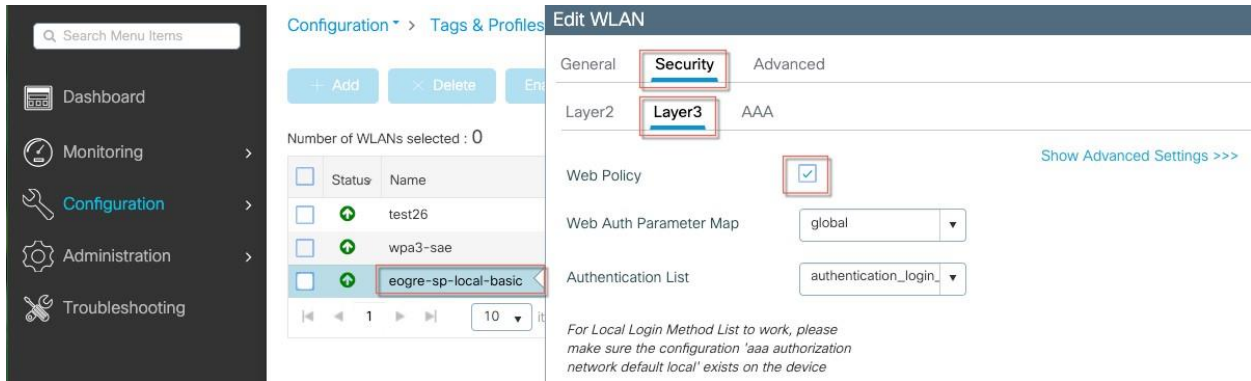 Search Menu Items
Dashboard
Monitoring
Configuration
Administration
Troubleshooting
Configuration > Tags & Profiles
+ Add
× Delete
Number of WLANs selected : 0
Status Name
test26
wpa3-sae
eogre-sp-local-basic
1 10
Edit WLAN
General Security Advanced
Layer2 Layer3 AAA
Show Advanced Settings >>>
Web Policy
Web Auth Parameter Map global
Authentication List authentication_login_
For Local Login Method List to work, please
make sure the configuration 'aaa authorization
network default local' exists on the device